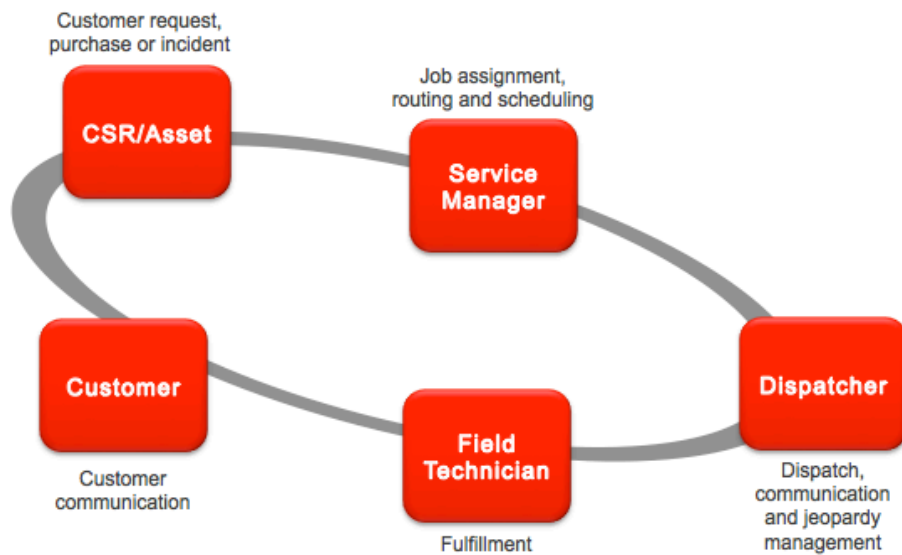 Customer request,
purchase or incident
CSR/Asset
Job assignment,
routing and scheduling
Service
Manager
Customer
Customer
communication
Field
Technician
Fulfillment
Dispatcher
Dispatch,
communication
and jeopardy
management